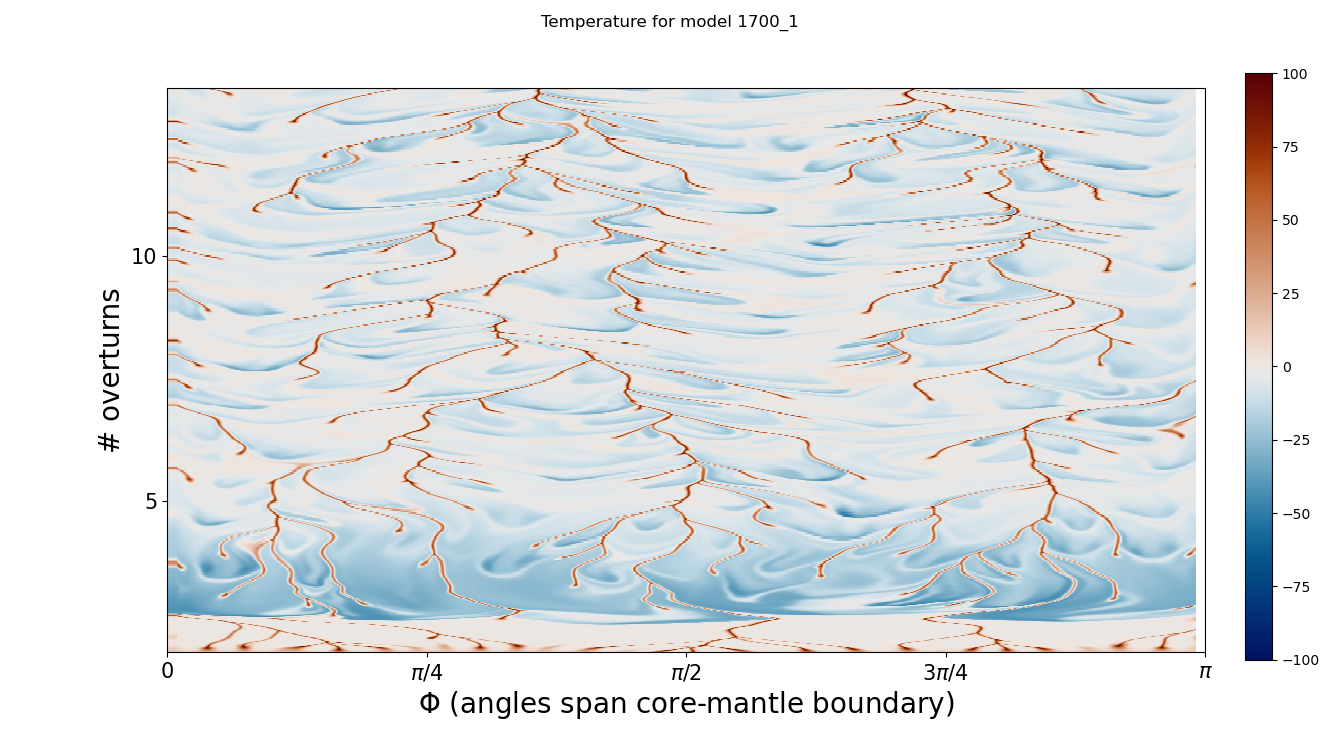 Temperature for model 1700_1
100
75
50
25
0
−25
−50
−75
−100
10
5
# overturns
0
π/4
π/2
3π/4
π
Φ (angles span core-mantle boundary)